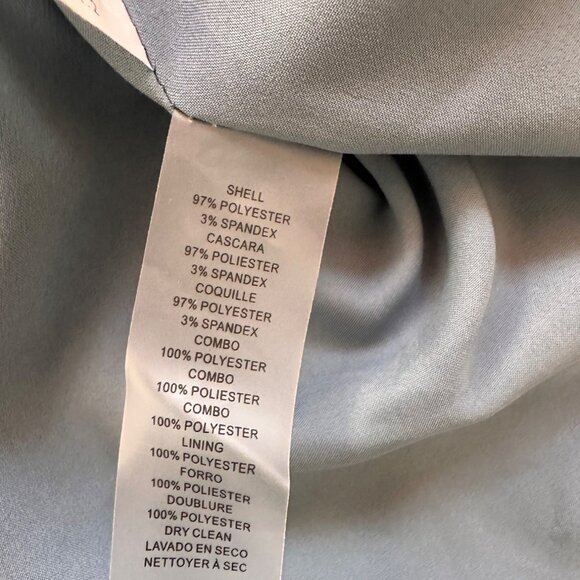 SHELL
97% POLYESTER
3% SPANDEX
CASCARA
97% POLIESTER
3% SPANDEX
COQUILLE
97% POLYESTER
3% SPANDEX
COMBO
100% POLYESTER
COMBO
100% POLIESTER
COMBO
100% POLYESTER
LINING
100% POLYESTER
FORRO
100% POLIESTER
DOUBLURE
100% POLYESTER
DRY CLEAN
LAVADO EN SECO
NETTOYER À SEC